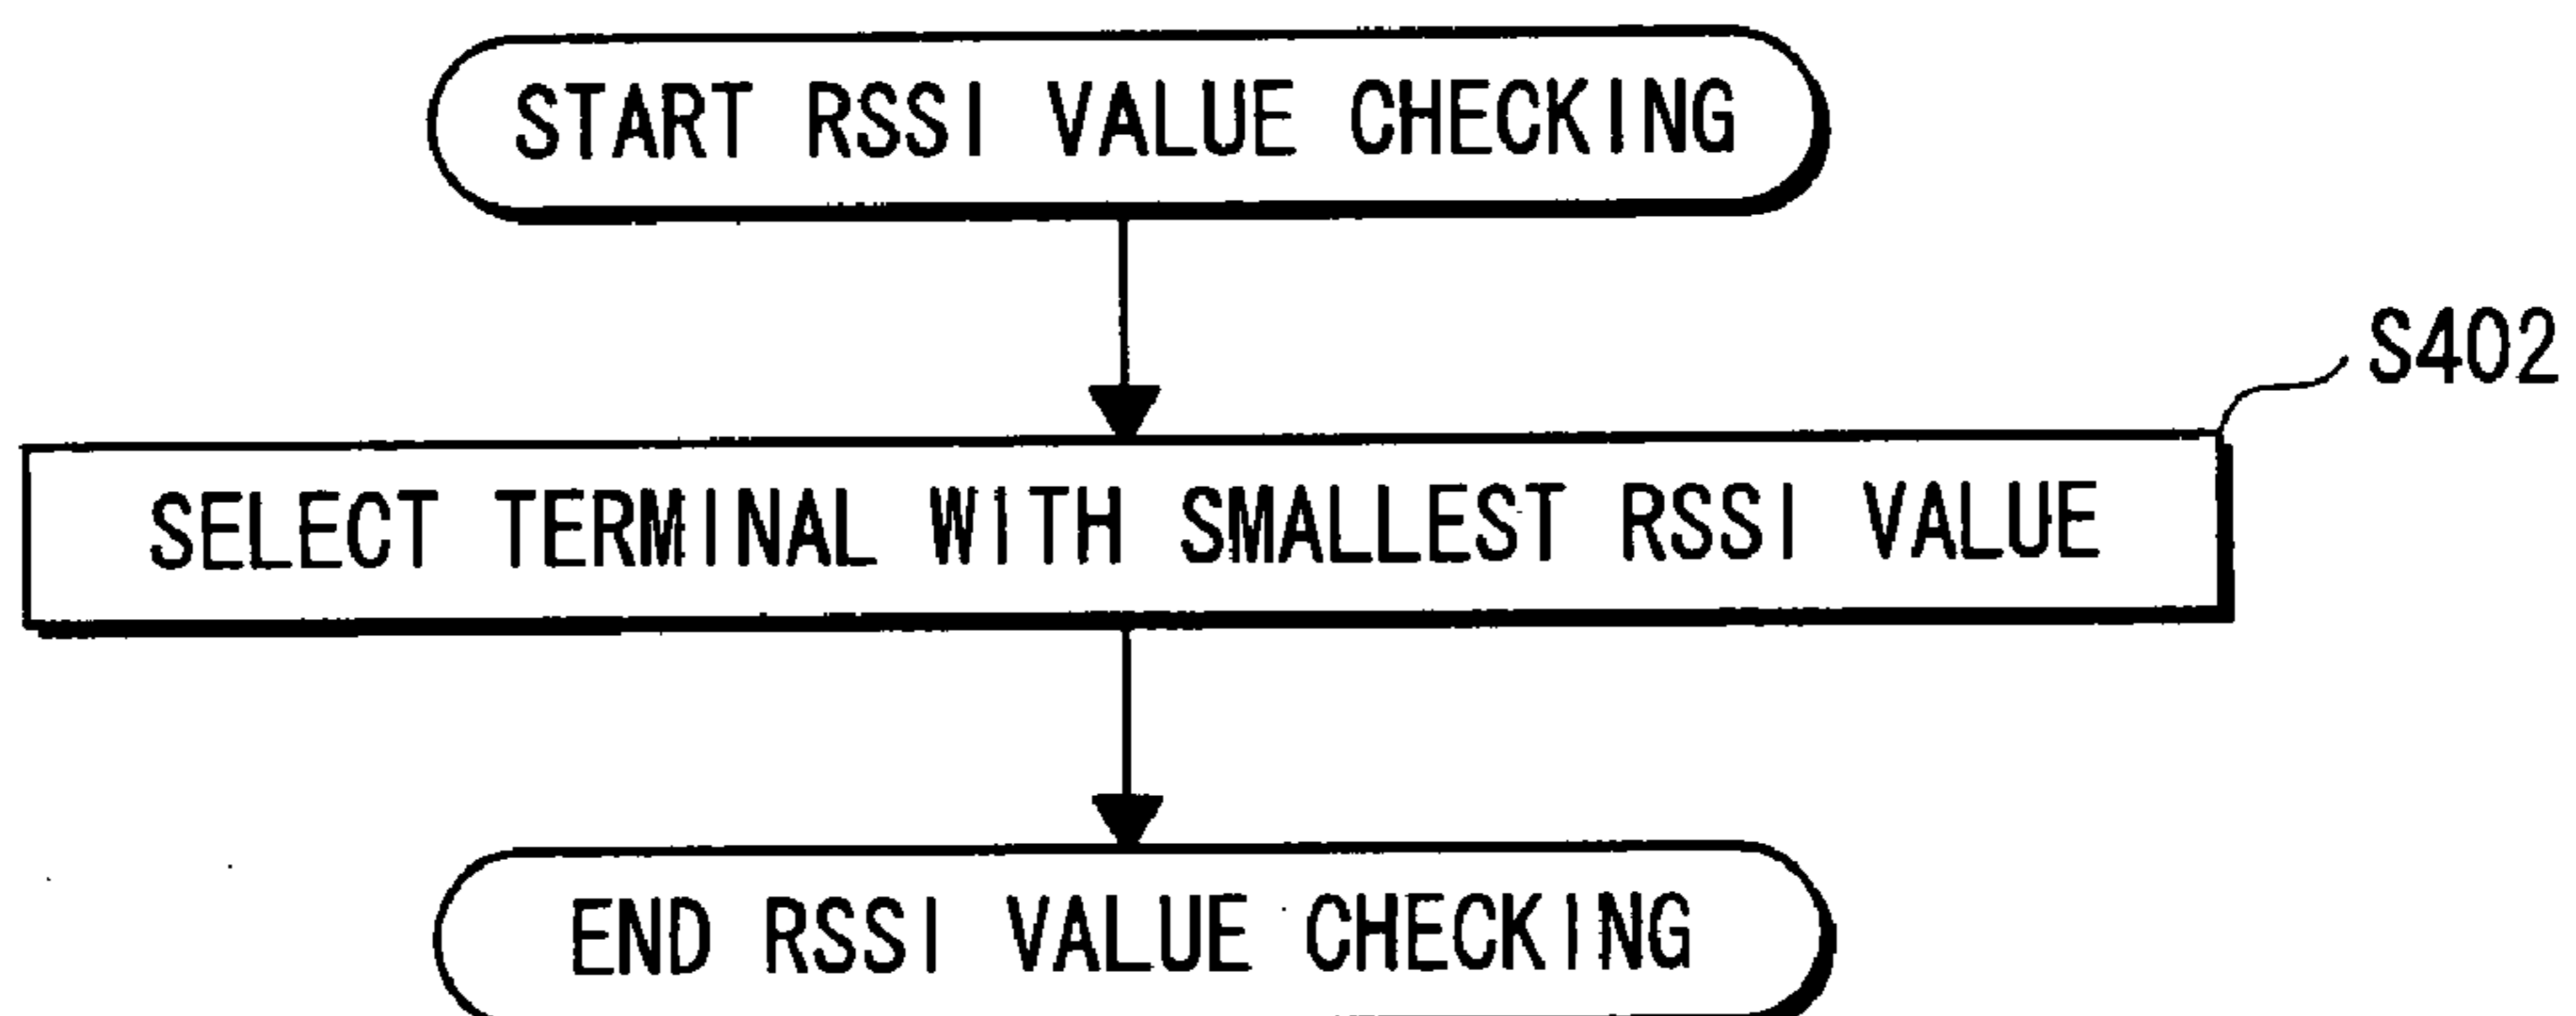 START RSSI VALUE CHECKING
S402
SELECT TERMINAL WITH SMALLEST RSSI VALUE
END RSSI VALUE CHECKING